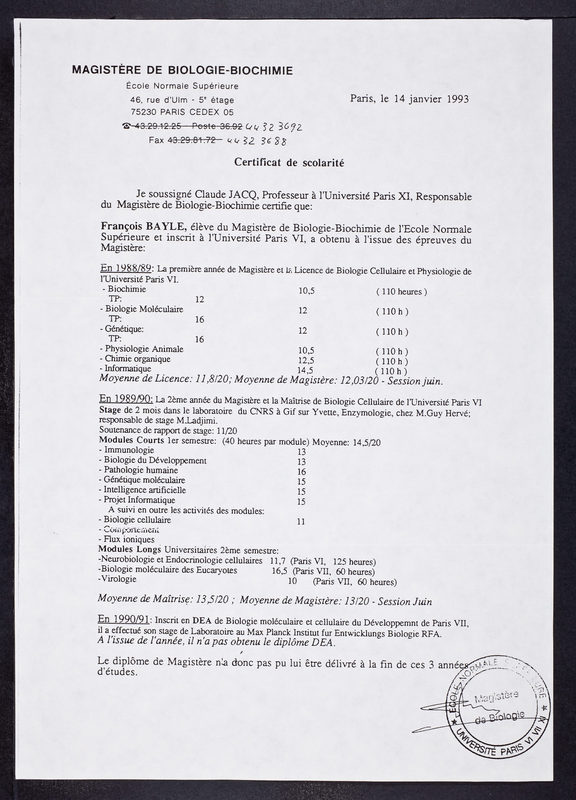 MAGISTÈRE DE BIOLOGIE-BIOCHIMIE
École Normale Supérieure
46, rue d'Ulm - 5e étage
75230 PARIS CEDEX 05
☎ 43.29.12.25 - Poste 36.92 44 32 3692
Fax 43.29.81.72 - 44 32 3688
Paris, le 14 janvier 1993
Certificat de scolarité
Je soussigné Claude JACQ, Professeur à l'Université Paris XI, Responsable
du Magistère de Biologie-Biochimie certifie que:
François BAYLE, élève du Magistère de Biologie-Biochimie de l'Ecole Normale
Supérieure et inscrit à l'Université Paris VI, a obtenu à l'issue des épreuves du
Magistère:
En 1988/89: La première année de Magistère et la Licence de Biologie Cellulaire et Physiologie de
l'Université Paris VI.
- Biochimie 10,5 ( 110 heures )
TP: 12
- Biologie Moléculaire 12 ( 110 h )
TP: 16
- Génétique: 12 ( 110 h )
TP: 16
- Physiologie Animale 10,5 ( 110 h )
- Chimie organique 12,5 ( 110 h )
- Informatique 14,5 ( 110 h )
Moyenne de Licence: 11,8/20; Moyenne de Magistère: 12,03/20 - Session juin.
En 1989/90: La 2ème année du Magistère et la Maîtrise de Biologie Cellulaire de l'Université Paris VI
Stage de 2 mois dans le laboratoire du CNRS à Gif sur Yvette, Enzymologie, chez M.Guy Hervé;
responsable de stage M.Ladjimi.
Soutenance de rapport de stage: 11/20
Modules Courts 1er semestre: (40 heures par module) Moyenne: 14,5/20
- Immunologie 13
- Biologie du Développement 13
- Pathologie humaine 16
- Génétique moléculaire 15
- Intelligence artificielle 15
- Projet Informatique 15
A suivi en outre les activités des modules:
- Biologie cellulaire 11
- Comportement
- Flux ioniques
Modules Longs Universitaires 2ème semestre:
-Neurobiologie et Endocrinologie cellulaires 11,7 (Paris VI, 125 heures)
-Biologie moléculaire des Eucaryotes 16,5 (Paris VII, 60 heures)
-Virologie 10 (Paris VII, 60 heures)
Moyenne de Maîtrise: 13,5/20 ; Moyenne de Magistère: 13/20 - Session Juin
En 1990/91: Inscrit en DEA de Biologie moléculaire et cellulaire du Développemnt de Paris VII,
il a effectué son stage de Laboratoire au Max Planck Institut fur Entwicklungs Biologie RFA.
A l'issue de l'année, il n'a pas obtenu le diplôme DEA.
Le diplôme de Magistère n'a donc pas pu lui être délivré à la fin de ces 3 années
d'études.
ÉCOLE NORMALE SUPÉRIEURE
Magistère
de Biologie
★ UNIVERSITÉ PARIS VI VII XI ★